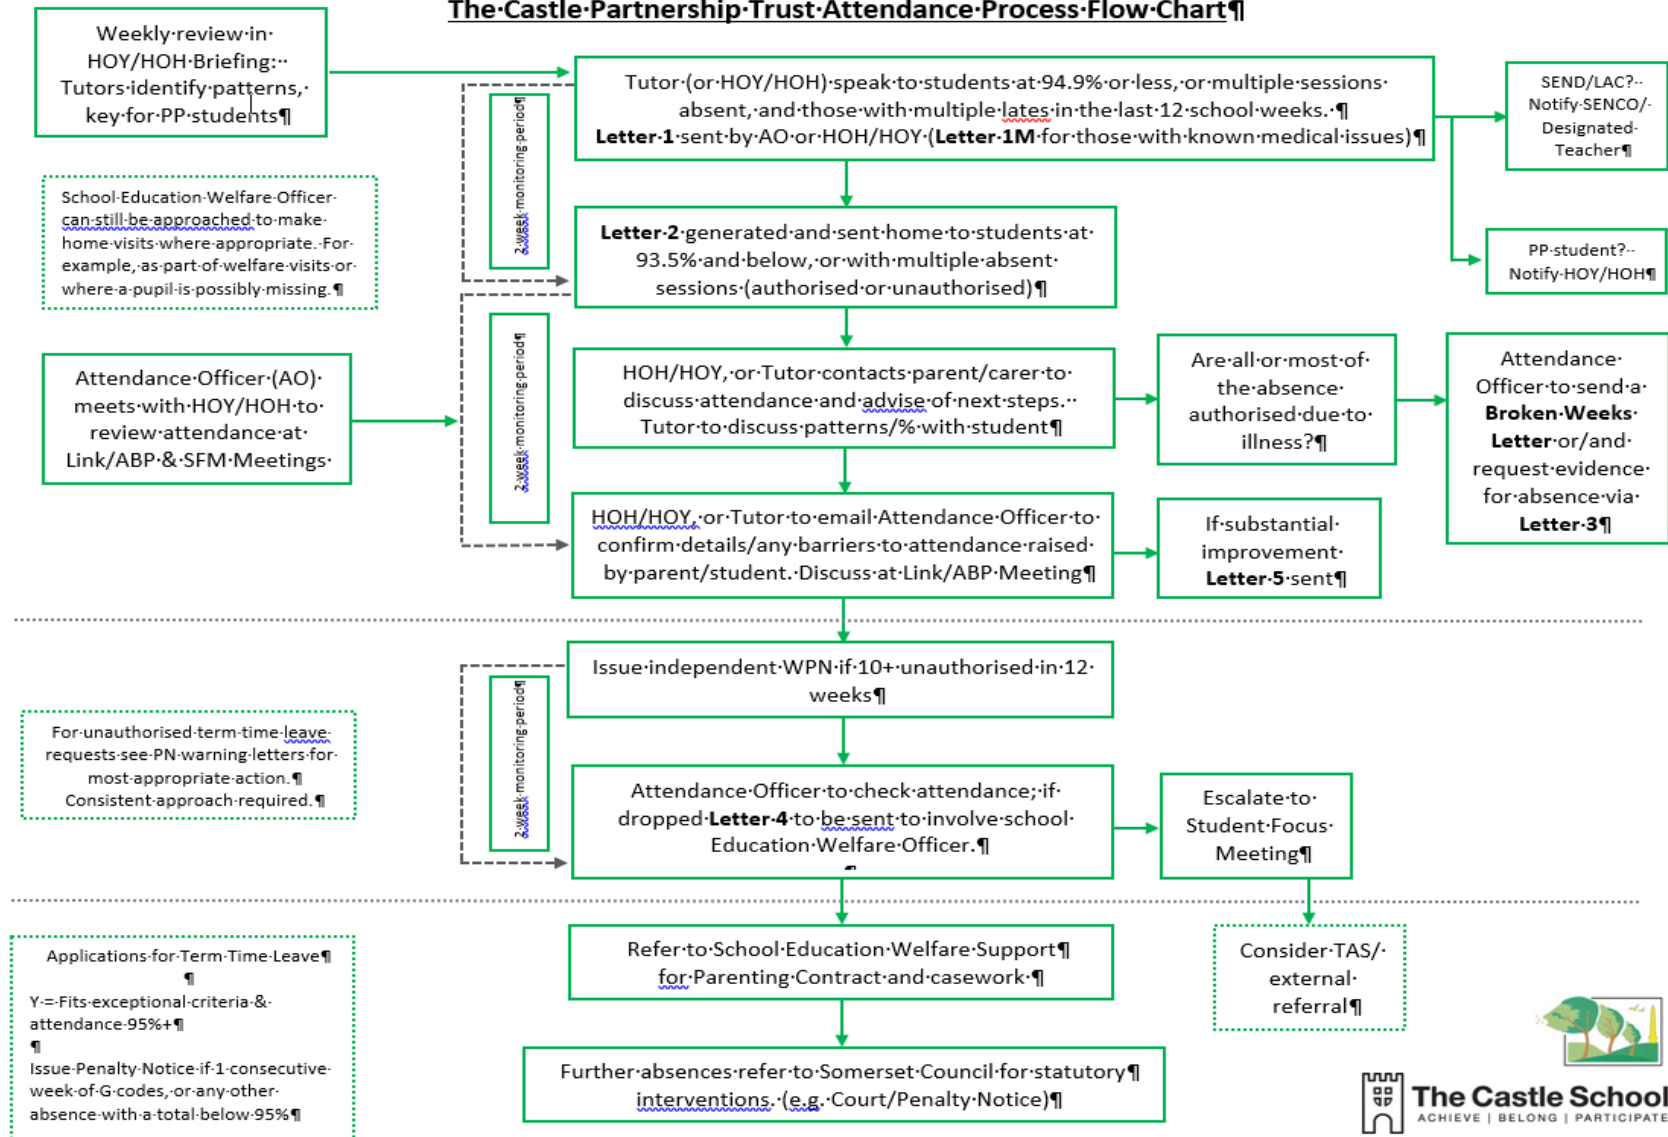 The·Castle·Partnership·Trust·Attendance·Process·Flow·Chart¶
Weekly·review·in·
HOY/HOH·Briefing:··
Tutors·identify·patterns,·
key·for·PP·students¶
Tutor·(or·HOY/HOH)·speak·to·students·at·94.9%·or·less,·or·multiple·sessions·
absent,·and·those·with·multiple·lates·in·the·last·12·school·weeks.·¶
Letter·1·sent·by·AO·or·HOH/HOY·(Letter·1M·for·those·with·known·medical·issues)¶
SEND/LAC?··
Notify·SENCO/·
Designated·
Teacher¶
2·week·monitoring·period¶
School·Education·Welfare·Officer·
can·still·be·approached·to·make·
home·visits·where·appropriate.·For·
example,·as·part·of·welfare·visits·or·
where·a·pupil·is·possibly·missing.¶
Letter·2·generated·and·sent·home·to·students·at·
93.5%·and·below,·or·with·multiple·absent·
sessions·(authorised·or·unauthorised)¶
PP·student?··
Notify·HOY/HOH¶
2·week·monitoring·period¶
Attendance·Officer·(AO)·
meets·with·HOY/HOH·to·
review·attendance·at·
Link/ABP·&·SFM·Meetings·
HOH/HOY,·or·Tutor·contacts·parent/carer·to·
discuss·attendance·and·advise·of·next·steps.··
Tutor·to·discuss·patterns/%·with·student¶
Are·all·or·most·of·
the·absence·
authorised·due·to·
illness?¶
Attendance·
Officer·to·send·a·
Broken·Weeks·
Letter·or/and·
request·evidence·
for·absence·via·
Letter·3¶
HOH/HOY,·or·Tutor·to·email·Attendance·Officer·to·
confirm·details/any·barriers·to·attendance·raised·
by·parent/student.·Discuss·at·Link/ABP·Meeting¶
If·substantial·
improvement·
Letter·5·sent¶
Issue·independent·WPN·if·10+·unauthorised·in·12·
weeks¶
2·week·monitoring·period¶
For·unauthorised·term·time·leave·
requests·see·PN·warning·letters·for·
most·appropriate·action.¶
Consistent·approach·required.¶
Attendance·Officer·to·check·attendance;·if·
dropped·Letter·4·to·be·sent·to·involve·school·
Education·Welfare·Officer.¶
¶
Escalate·to·
Student·Focus·
Meeting¶
Refer·to·School·Education·Welfare·Support¶
for·Parenting·Contract·and·casework·¶
Consider·TAS/·
external·
referral¶
Applications·for·Term·Time·Leave¶
¶
Y·=·Fits·exceptional·criteria·&·
attendance·95%+¶
¶
Issue·Penalty·Notice·if·1·consecutive·
week·of·G·codes,·or·any·other·
absence·with·a·total·below·95%¶
Further·absences·refer·to·Somerset·Council·for·statutory¶
interventions.·(e.g.·Court/Penalty·Notice)¶
The Castle School
ACHIEVE | BELONG | PARTICIPATE